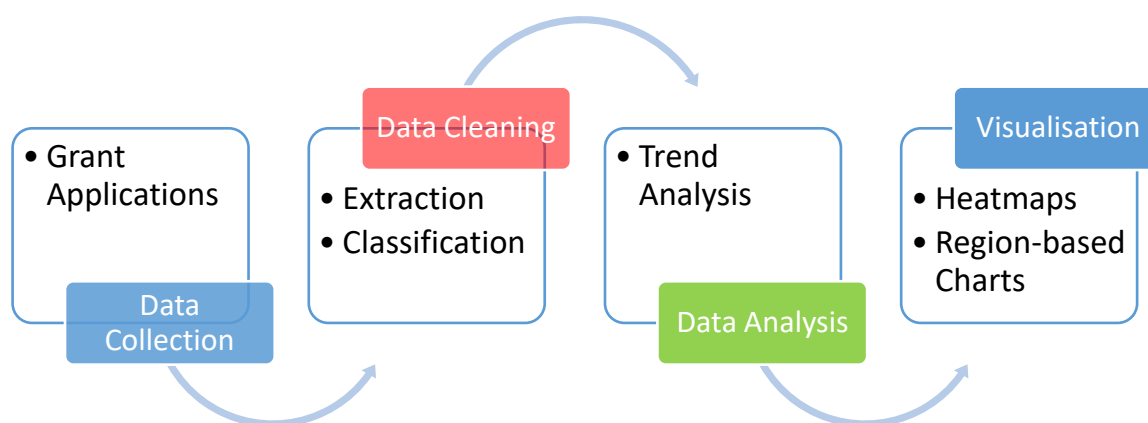 • Grant
Applications
Data
Collection
Data Cleaning
• Extraction
• Classification
• Trend
Analysis
Data Analysis
Visualisation
• Heatmaps
• Region-based
Charts